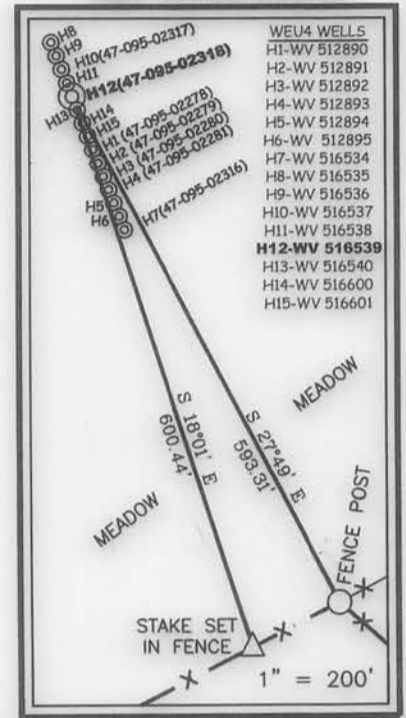 H8
H9
H10(47-095-02317)
H11
H12(47-095-02318)
H13
H14
H15
H1 (47-095-02278)
H2 (47-095-02279)
H3 (47-095-02280)
H4 (47-095-02281)
H5
H6
H7(47-095-02316)
WEU4 WELLS
H1-WV 512890
H2-WV 512891
H3-WV 512892
H4-WV 512893
H5-WV 512894
H6-WV 512895
H7-WV 516534
H8-WV 516535
H9-WV 516536
H10-WV 516537
H11-WV 516538
H12-WV 516539
H13-WV 516540
H14-WV 516600
H15-WV 516601
S 18°01' E
600.44'
S 27°49' E
593.31'
MEADOW
MEADOW
FENCE POST
STAKE SET
IN FENCE
1" = 200'